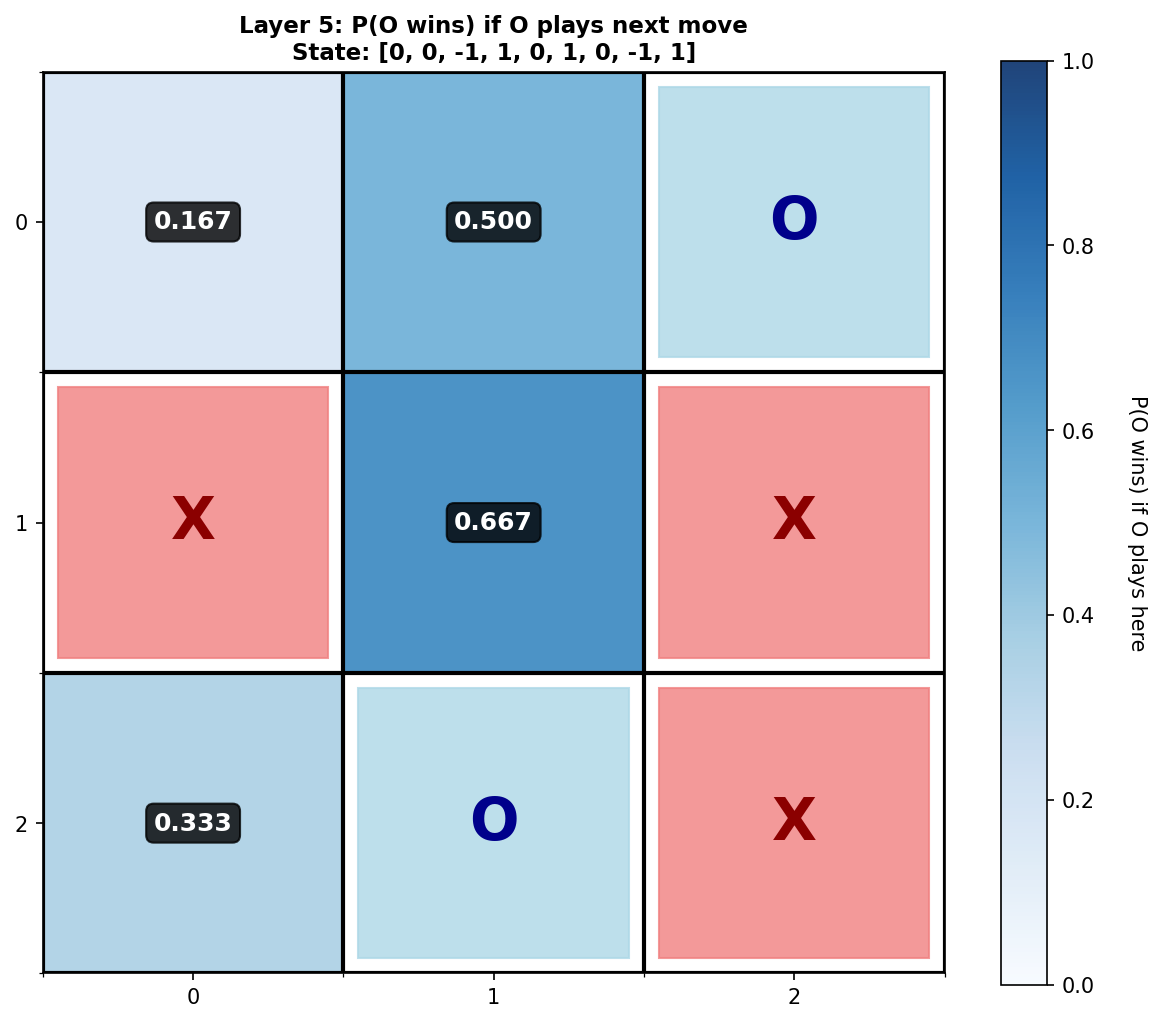 Layer 5: P(O wins) if O plays next move
State: [0, 0, -1, 1, 0, 1, 0, -1, 1]
0
0.167
0.500
O
1
X
0.667
X
2
0.333
O
X
0
1
2
1.0
0.8
0.6
0.4
0.2
0.0
P(O wins) if O plays here